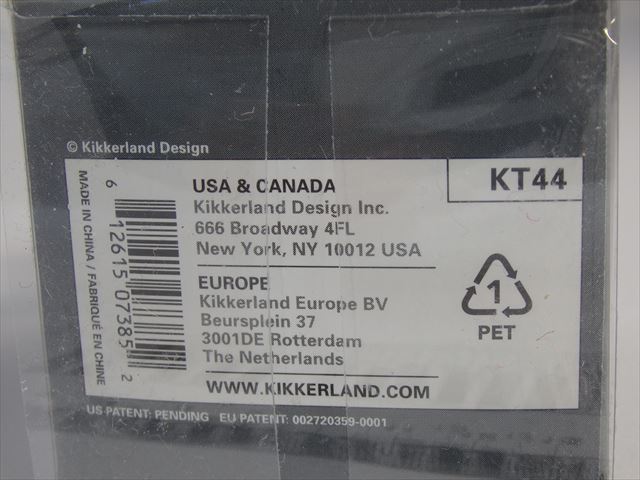 © Kikkerland Design
MADE IN CHINA / FABRIQUÉ EN CHINE
6 12615 07385 2
USA & CANADA
Kikkerland Design Inc.
666 Broadway 4FL
New York, NY 10012 USA
EUROPE
Kikkerland Europe BV
Beursplein 37
3001DE Rotterdam
The Netherlands
WWW.KIKKERLAND.COM
KT44
1
PET
US PATENT: PENDING EU PATENT: 002720359-0001